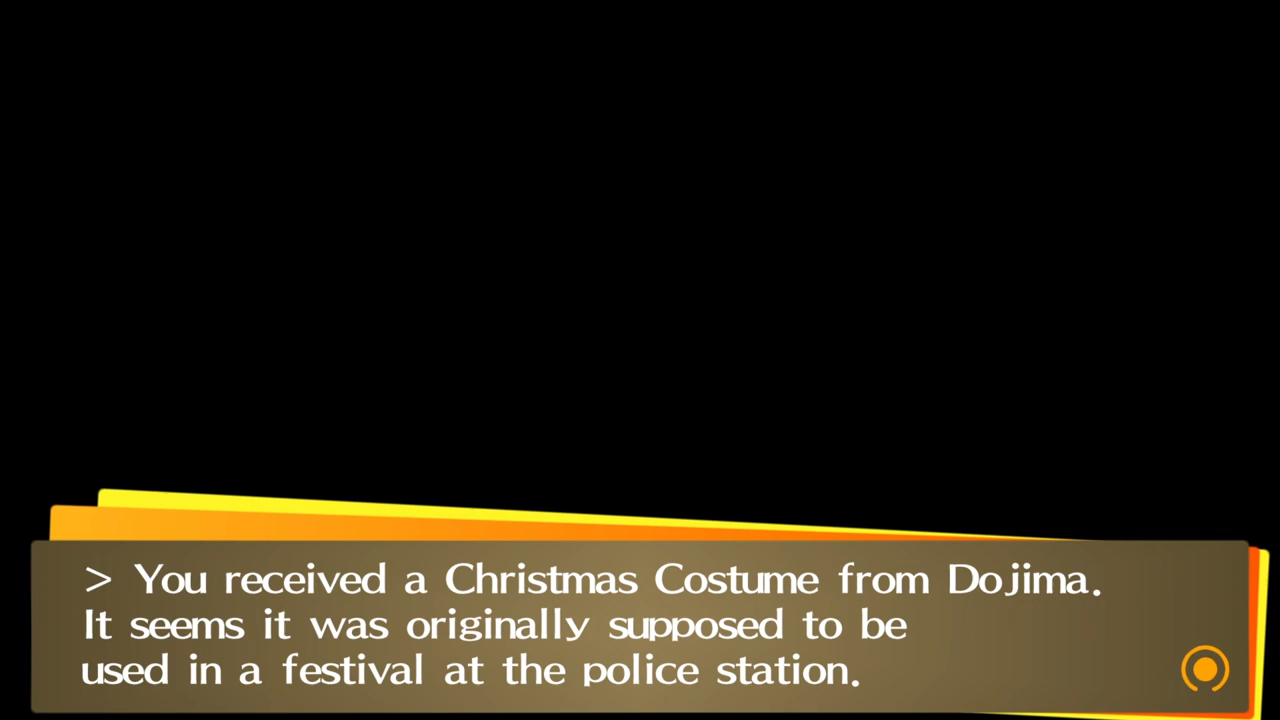 > You received a Christmas Costume from Dojima.
It seems it was originally supposed to be
used in a festival at the police station.